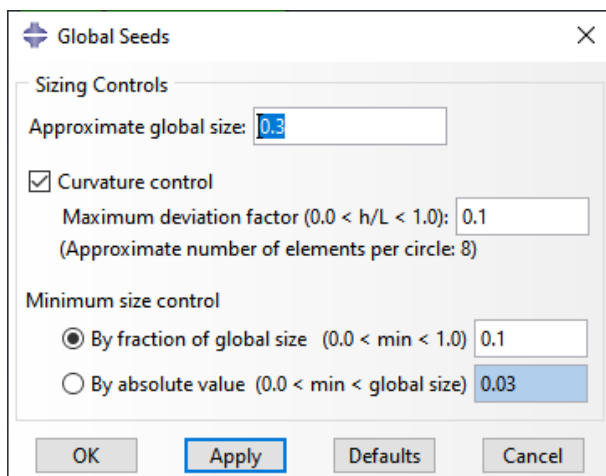 Global Seeds
Sizing Controls
Approximate global size: 0.3
Curvature control
Maximum deviation factor (0.0 < h/L < 1.0): 0.1
(Approximate number of elements per circle: 8)
Minimum size control
By fraction of global size (0.0 < min < 1.0) 0.1
By absolute value (0.0 < min < global size) 0.03
OK Apply Defaults Cancel